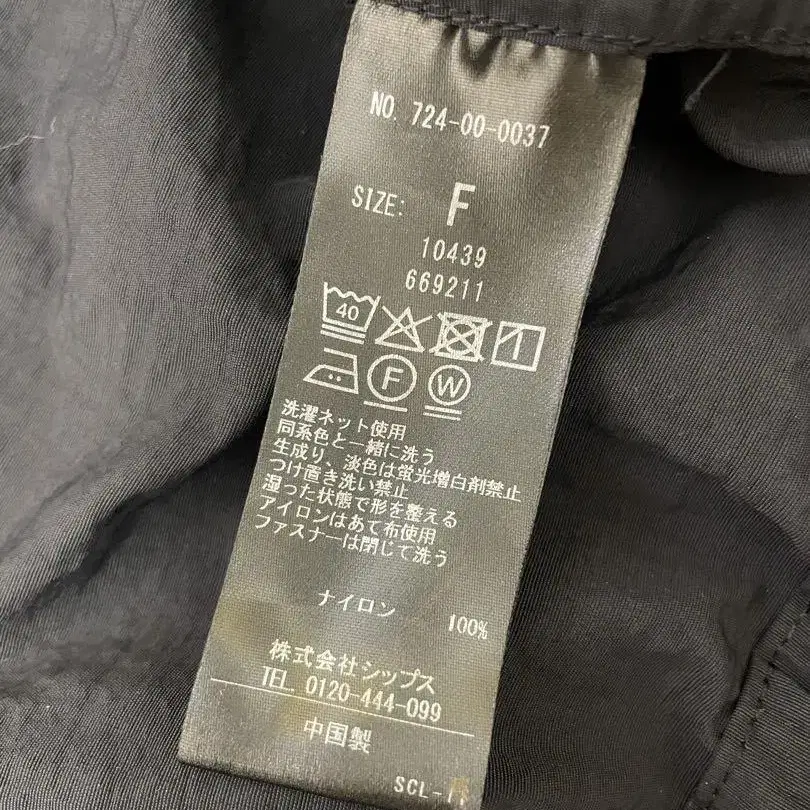 NO. 724-00-0037
SIZE: F
10439
669211
40
F W
洗濯ネット使用
同系色と一緒に洗う
生成り、淡色は蛍光増白剤禁止
つけ置き洗い禁止
湿った状態で形を整える
アイロンはあて布使用
ファスナーは閉じて洗う
ナイロン 100%
株式会社シップス
TEL 0120-444-099
中国製